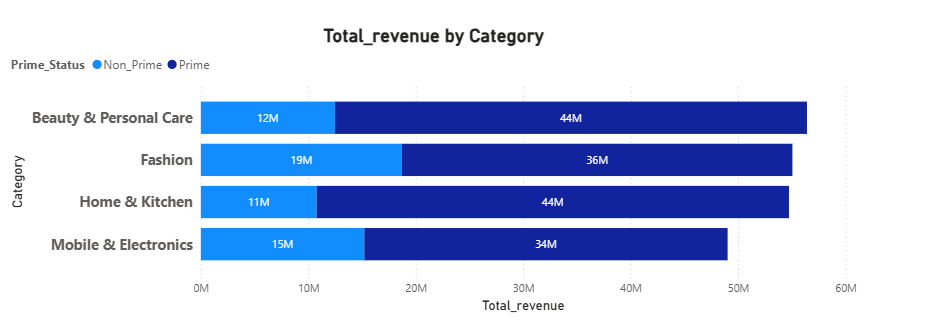 Total_revenue by Category
Prime_Status Non_Prime Prime
Category
Beauty & Personal Care 12M 44M
Fashion 19M 36M
Home & Kitchen 11M 44M
Mobile & Electronics 15M 34M
0M 10M 20M 30M 40M 50M 60M
Total_revenue